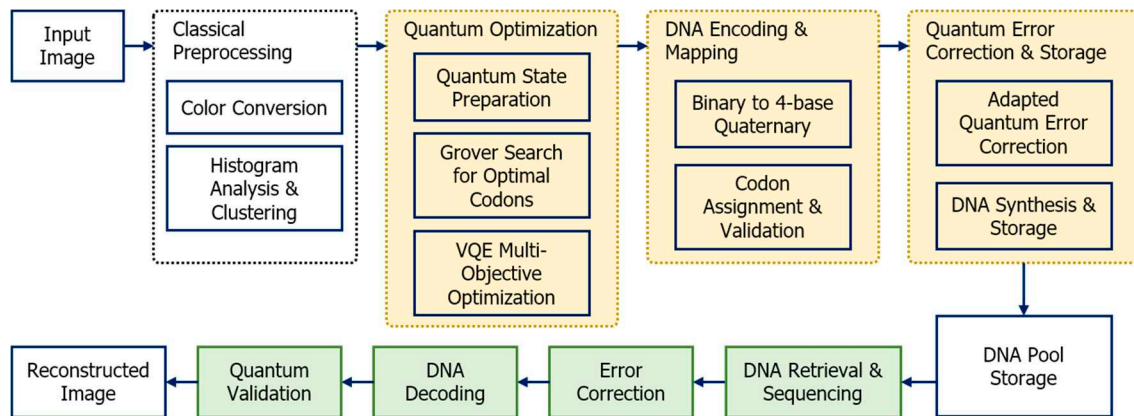 Input
Image
Classical
Preprocessing
Color Conversion
Histogram
Analysis &
Clustering
Quantum Optimization
Quantum State
Preparation
Grover Search
for Optimal
Codons
VQE Multi-
Objective
Optimization
DNA Encoding &
Mapping
Binary to 4-base
Quaternary
Codon
Assignment &
Validation
Quantum Error
Correction & Storage
Adapted
Quantum Error
Correction
DNA Synthesis &
Storage
DNA Pool
Storage
DNA Retrieval &
Sequencing
Error
Correction
DNA
Decoding
Quantum
Validation
Reconstructed
Image